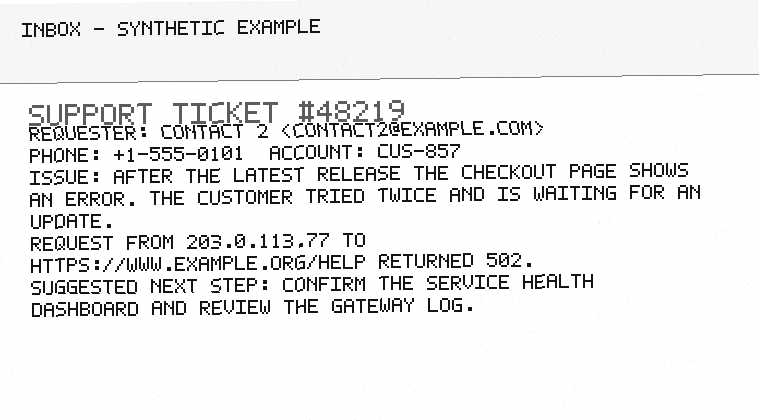 INBOX - SYNTHETIC EXAMPLE
SUPPORT TICKET #48219
REQUESTER: CONTACT 2 <CONTACT2@EXAMPLE.COM>
PHONE: +1-555-0101  ACCOUNT: CUS-857
ISSUE: AFTER THE LATEST RELEASE THE CHECKOUT PAGE SHOWS
AN ERROR. THE CUSTOMER TRIED TWICE AND IS WAITING FOR AN
UPDATE.
REQUEST FROM 203.0.113.77 TO
HTTPS://WWW.EXAMPLE.ORG/HELP RETURNED 502.
SUGGESTED NEXT STEP: CONFIRM THE SERVICE HEALTH
DASHBOARD AND REVIEW THE GATEWAY LOG.